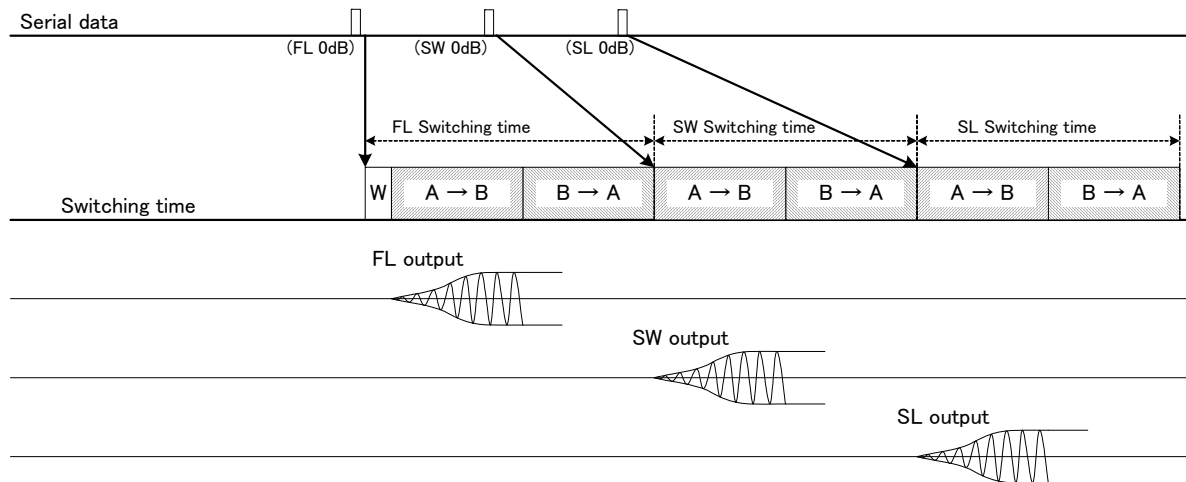 Serial data
(FL 0dB) (SW 0dB) (SL 0dB)
FL Switching time SW Switching time SL Switching time
W A → B B → A A → B B → A A → B B → A
Switching time
FL output
SW output
SL output